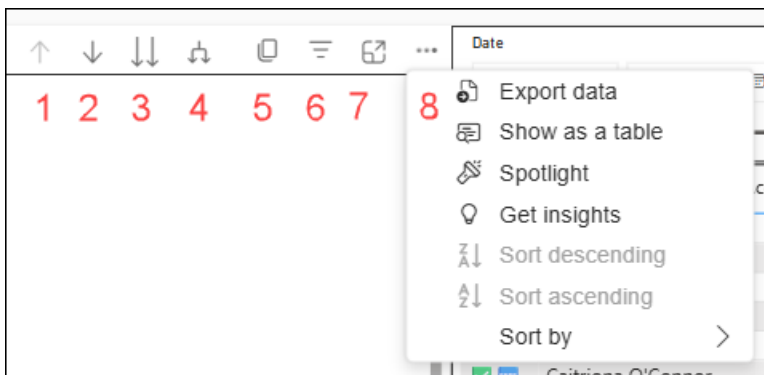 Date
1 2 3 4 5 6 7 8
Export data
Show as a table
Spotlight
Get insights
Sort descending
Sort ascending
Sort by
Caitriona O'Connor